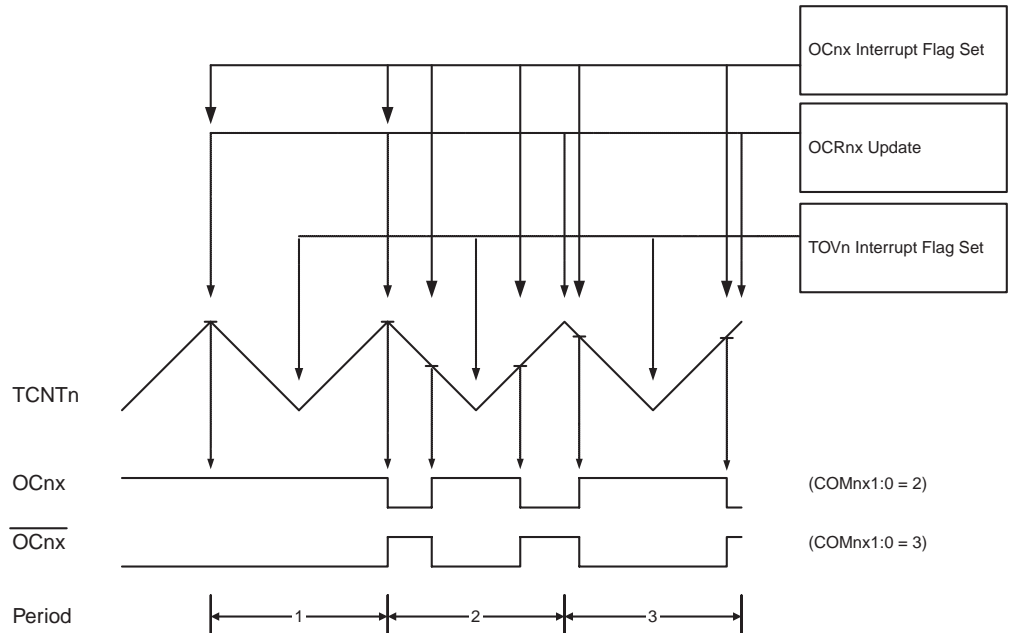 OCnx Interrupt Flag Set
OCRnx Update
TOVn Interrupt Flag Set
TCNTn
OCnx
(COMnx1:0 = 2)
OCnx
(COMnx1:0 = 3)
Period
1
2
3